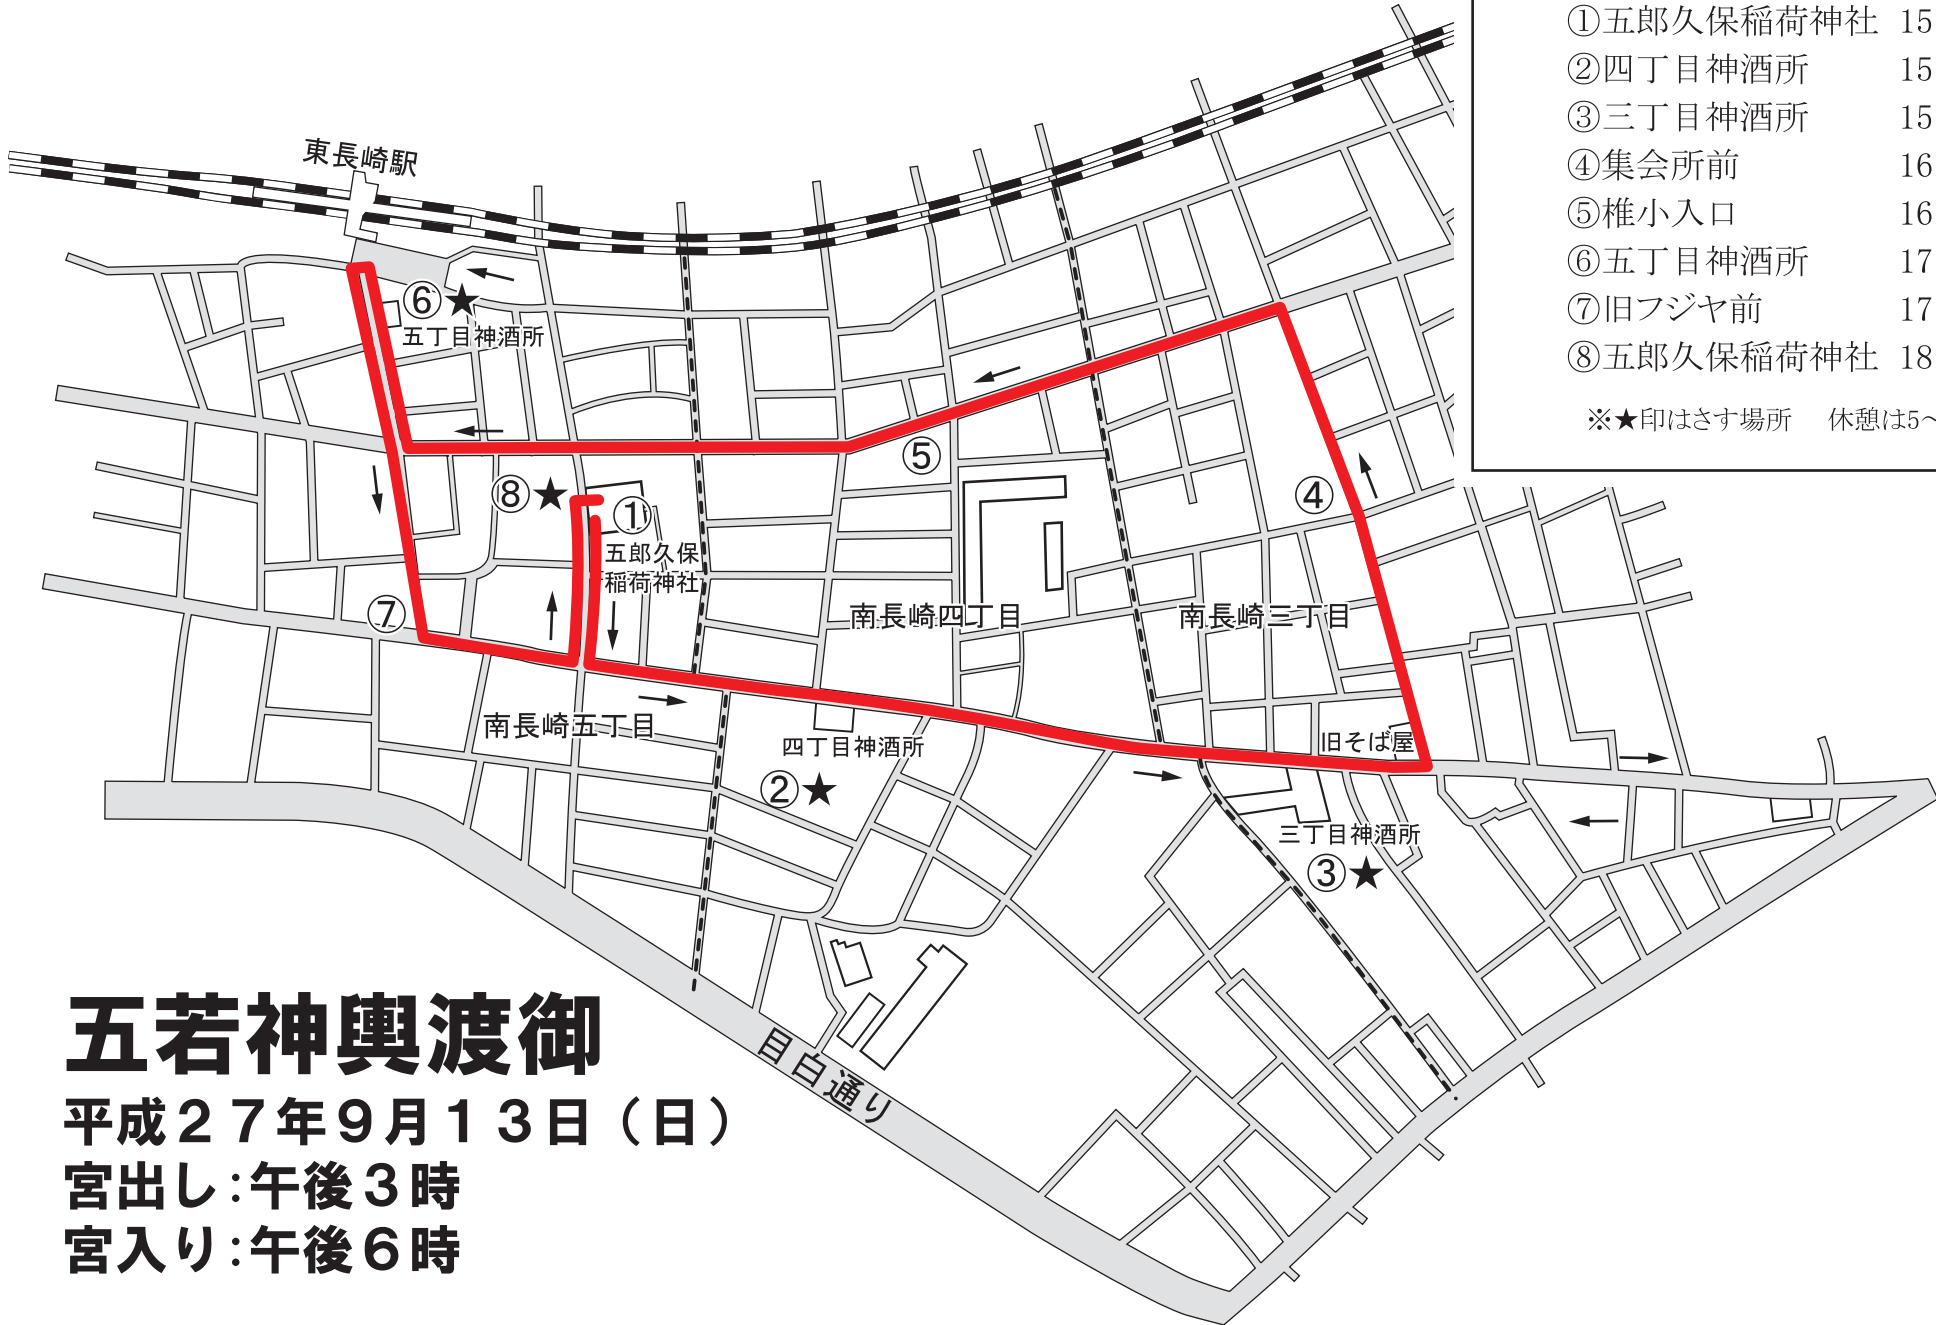 ①五郎久保稲荷神社 15
②四丁目神酒所 15
③三丁目神酒所 15
④集会所前 16
⑤椎小入口 16
⑥五丁目神酒所 17
⑦旧フジヤ前 17
⑧五郎久保稲荷神社 18
※★印はさす場所 休憩は5～
東長崎駅
⑥★
五丁目神酒所
⑤
⑧★
①
五郎久保
稲荷神社
④
⑦
南長崎四丁目
南長崎三丁目
南長崎五丁目
四丁目神酒所
②★
旧そば屋
三丁目神酒所
③★
目白通り
五若神輿渡御
平成27年9月13日（日）
宮出し:午後3時
宮入り:午後6時